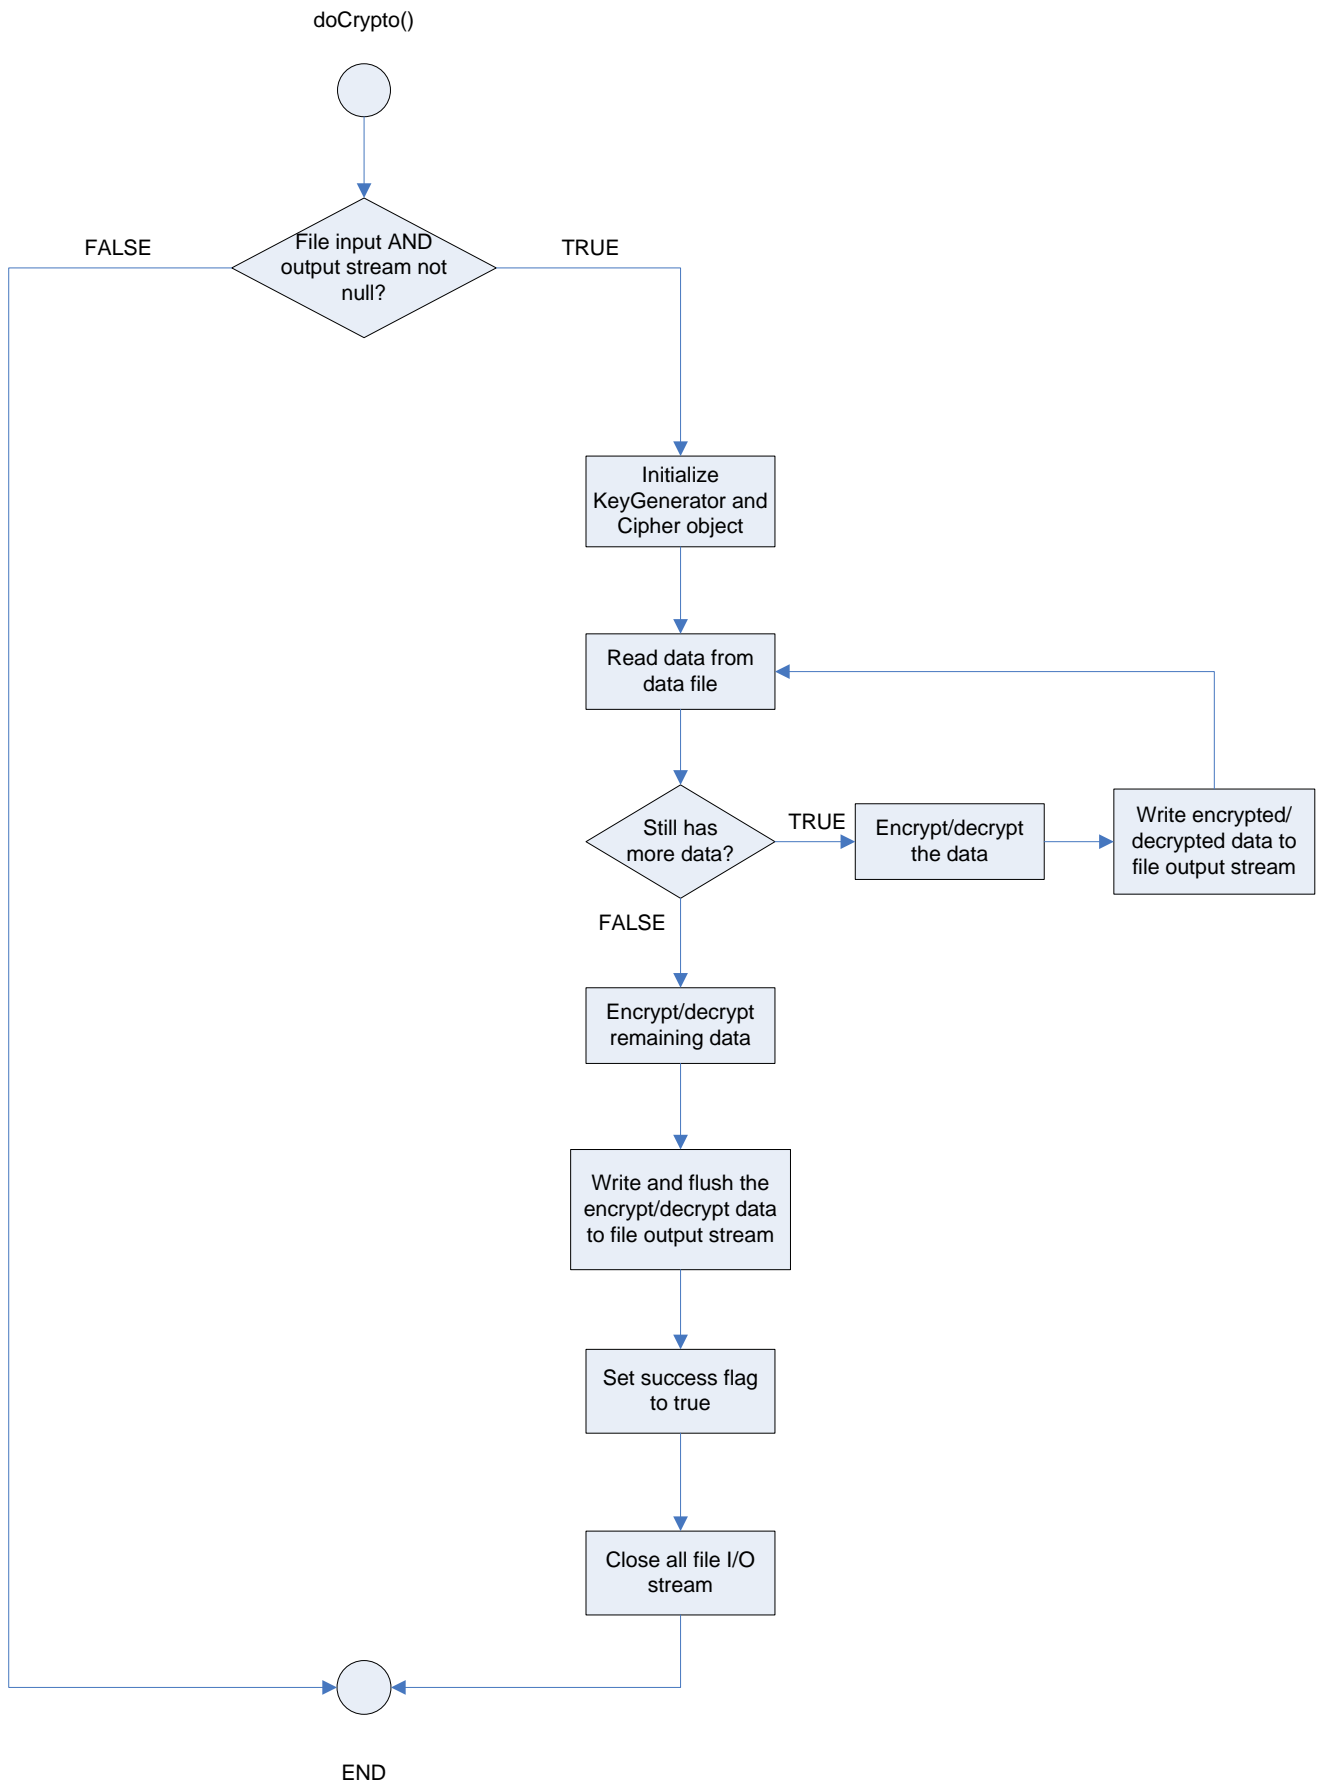 doCrypto()
File input AND
output stream not
null?
FALSE
TRUE
Initialize
KeyGenerator and
Cipher object
Read data from
data file
Still has
more data?
TRUE
Encrypt/decrypt
the data
Write encrypted/
decrypted data to
file output stream
FALSE
Encrypt/decrypt
remaining data
Write and flush the
encrypt/decrypt data
to file output stream
Set success flag
to true
Close all file I/O
stream
END